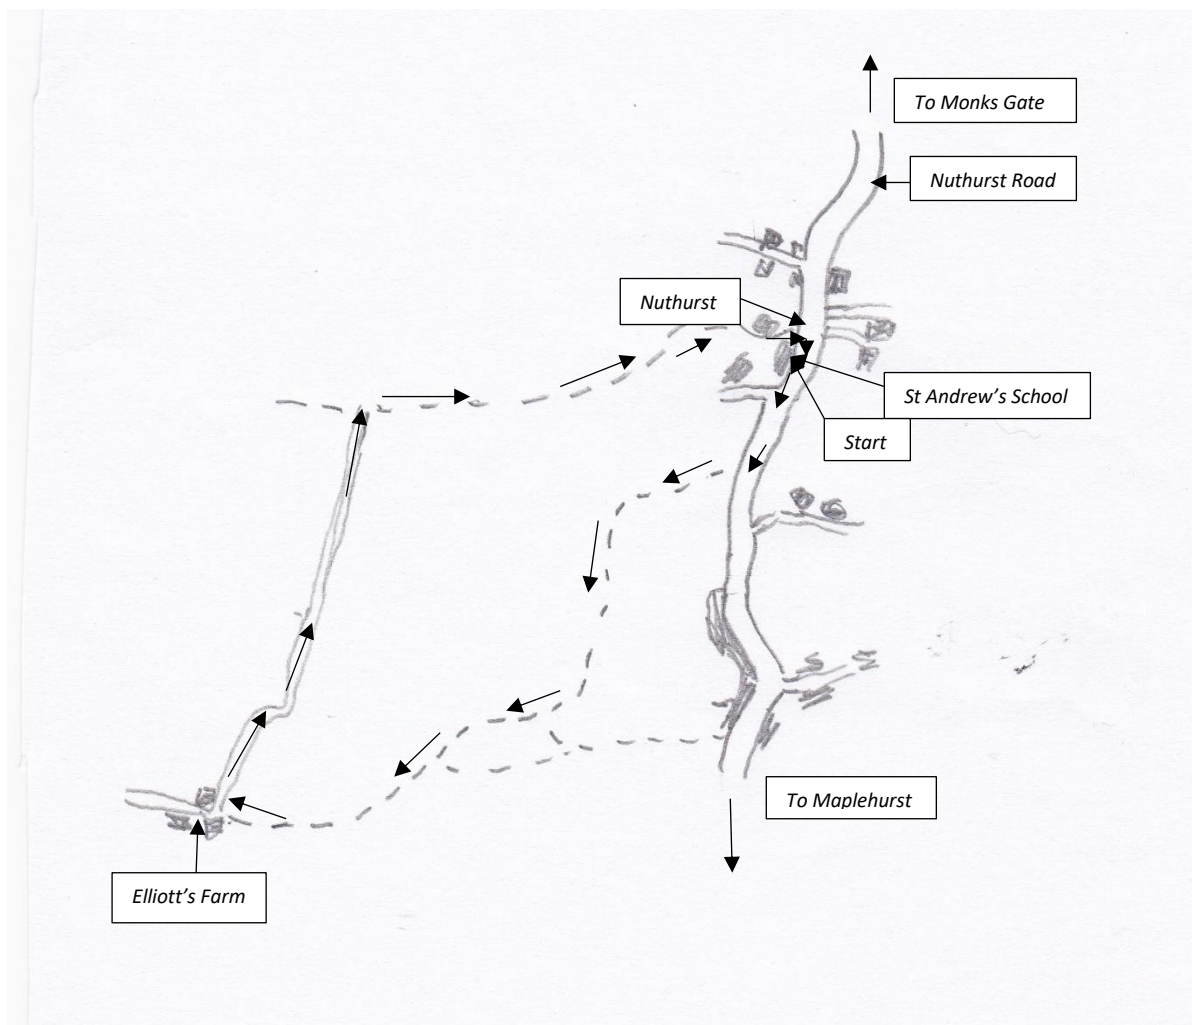 To Monks Gate
Nuthurst Road
Nuthurst
St Andrew's School
Start
To Maplehurst
Elliott's Farm